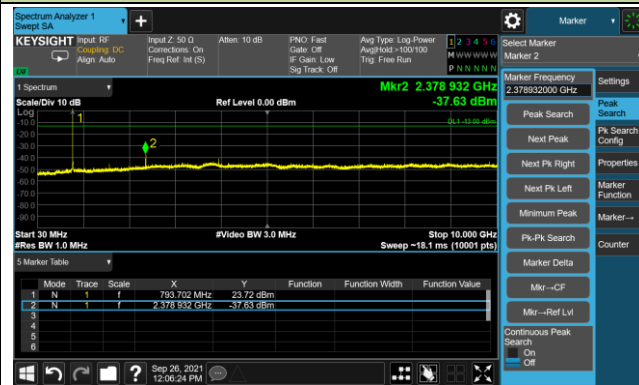 Spectrum Analyzer 1
Swept SA
Marker
KEYSIGHT Input: RF
Coupling: DC
Align: Auto
Input Z: 50 Ω
Corrections: On
Freq Ref: Int (S)
Atten: 10 dB
PNO: Fast
Gate: Off
IF Gain: Low
Sig Track: Off
Avg Type: Log-Power
Avg|Hold:>100/100
Trig: Free Run
1 2 3 4 5 6
M W W W W W
P N N N N N
Select Marker
Marker 2
1 Spectrum
Scale/Div 10 dB
Ref Level 0.00 dBm
Mkr2 2.378 932 GHz
-37.63 dBm
Log
-10.0
-20.0
-30.0
-40.0
-50.0
-60.0
-70.0
-80.0
-90.0
1
2
DL1 -13.00 dBm
Start 30 MHz
#Res BW 1.0 MHz
#Video BW 3.0 MHz
Stop 10.000 GHz
Sweep ~18.1 ms (10001 pts)
5 Marker Table
Mode Trace Scale X Y Function Function Width Function Value
1 N 1 f 793.702 MHz 23.72 dBm
2 N 1 f 2.378 932 GHz -37.63 dBm
3
4
5
6
Sep 26, 2021
12:06:24 PM
Marker Frequency
2.378932000 GHz
Peak Search
Next Peak
Next Pk Right
Next Pk Left
Minimum Peak
Pk-Pk Search
Marker Delta
Mkr→CF
Mkr→Ref Lvl
Continuous Peak
Search
On
Off
Settings
Peak
Search
Pk Search
Config
Properties
Marker
Function
Marker→
Counter